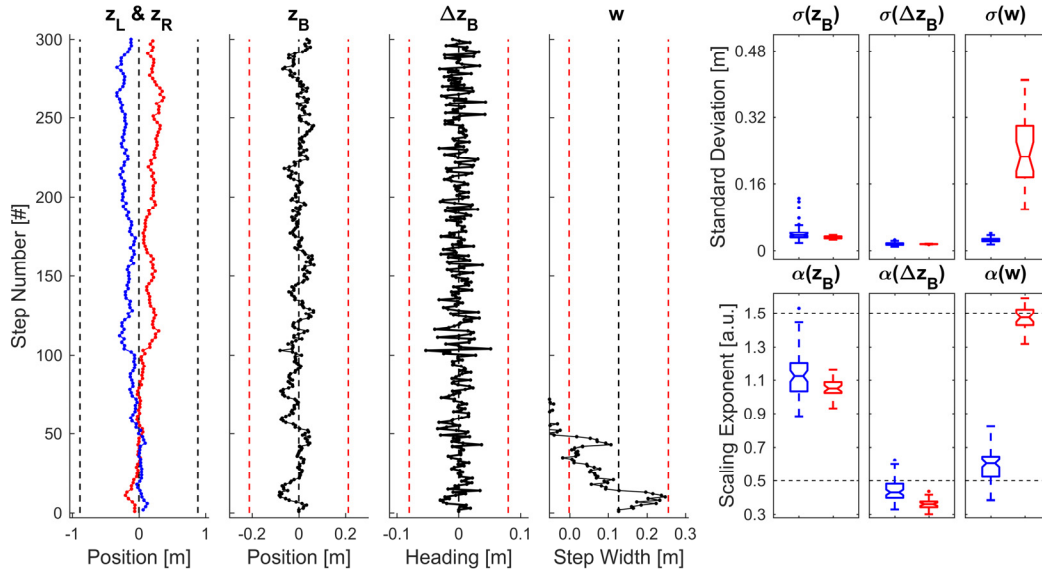 z_L & z_R
z_B
Δz_B
w
σ(z_B)
σ(Δz_B)
σ(w)
Step Number [#]
300
250
200
150
100
50
0
-1
0
1
Position [m]
-0.2
0
0.2
Position [m]
-0.1
0
0.1
Heading [m]
0.0
0.1
0.2
0.3
Step Width [m]
Standard Deviation [m]
0.48
0.32
0.16
0
α(z_B)
α(Δz_B)
α(w)
Scaling Exponent [a.u.]
1.5
1.3
1.1
0.9
0.7
0.5
0.3